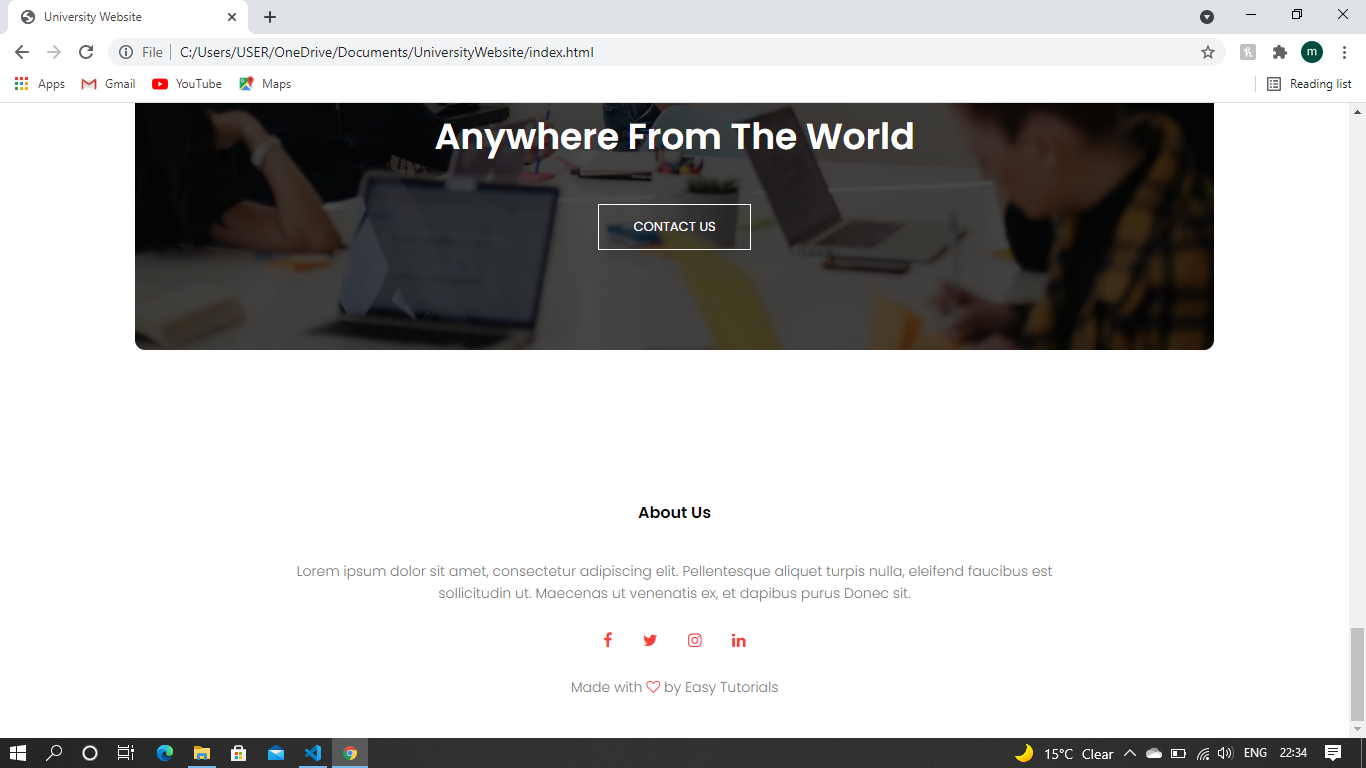 University Website
File
C:/Users/USER/OneDrive/Documents/UniversityWebsite/index.html
m
Apps
Gmail
YouTube
Maps
Reading list
Anywhere From The World
CONTACT US
About Us
Lorem ipsum dolor sit amet, consectetur adipiscing elit. Pellentesque aliquet turpis nulla, eleifend faucibus est
sollicitudin ut. Maecenas ut venenatis ex, et dapibus purus Donec sit.
Made with ♡ by Easy Tutorials
15°C Clear
ENG
22:34